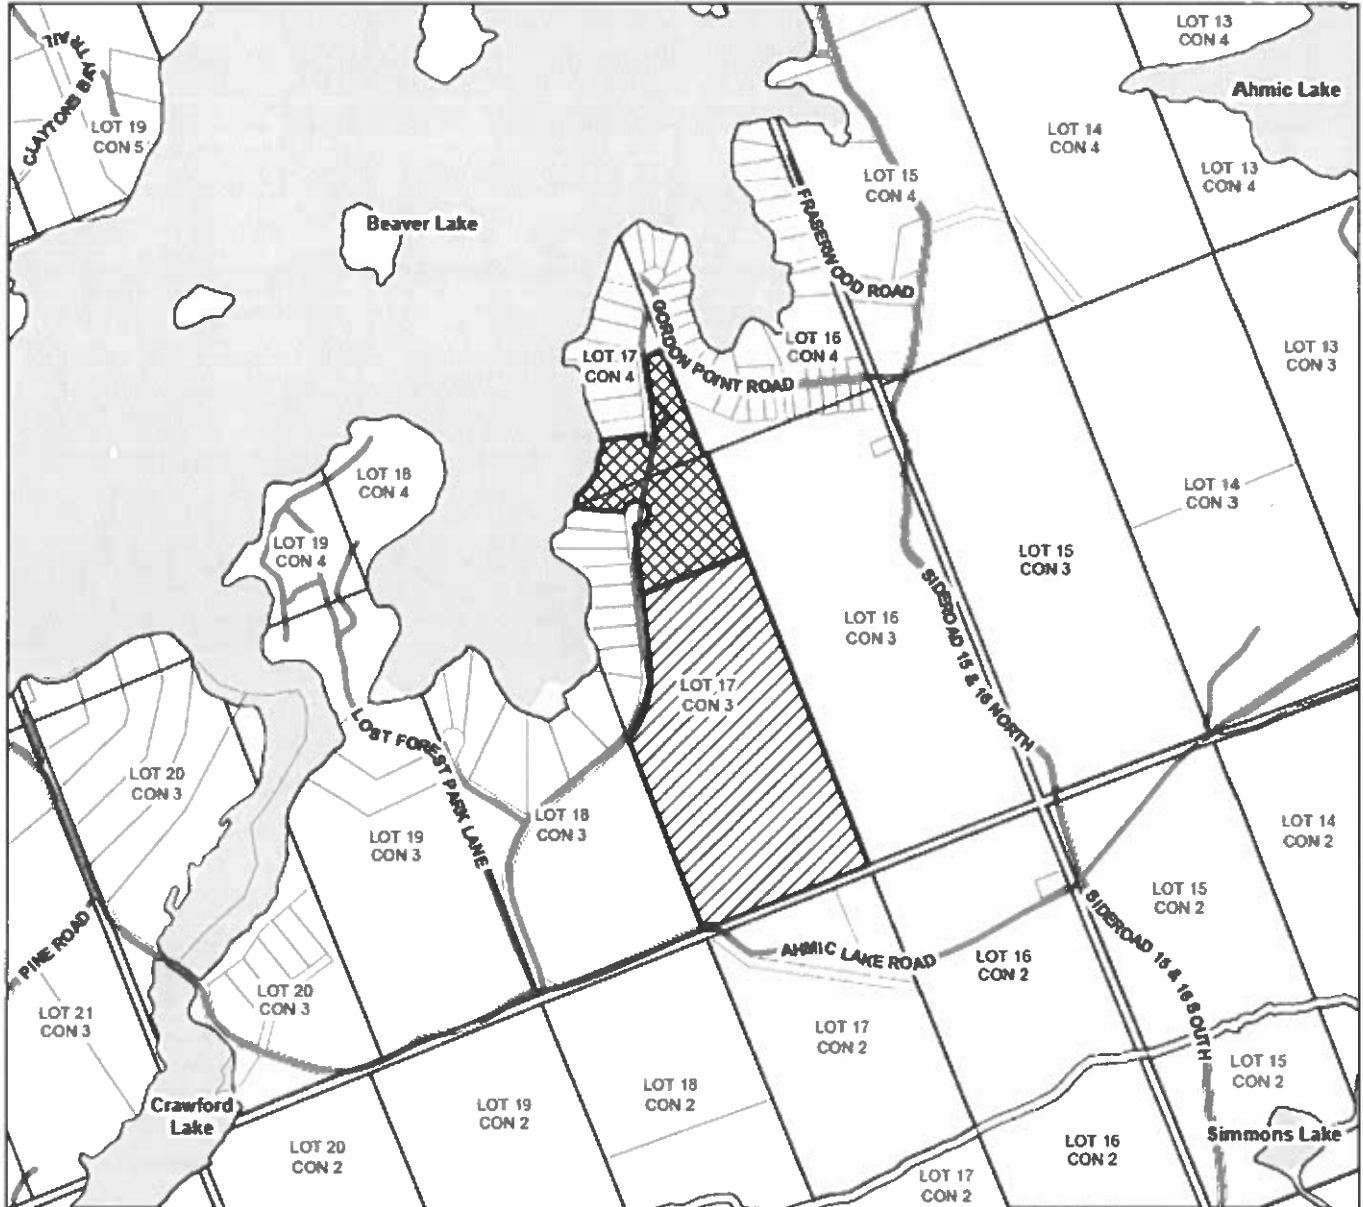 LOT 13
CON 4
Ahmic Lake
CLAYTONS BAY TRAIL
LOT 19
CON 5
LOT 14
CON 4
LOT 13
CON 4
LOT 15
CON 4
Beaver Lake
FRASERWOOD ROAD
GORDON POINT ROAD
LOT 16
CON 4
LOT 17
CON 4
LOT 13
CON 3
LOT 18
CON 4
LOT 14
CON 3
LOT 19
CON 4
LOT 15
CON 3
SIDEROAD 15 & 16 NORTH
LOT 16
CON 3
LOT 17
CON 3
LOST FOREST PARK LANE
LOT 20
CON 3
LOT 18
CON 3
LOT 19
CON 3
LOT 14
CON 2
LOT 15
CON 2
SIDEROAD 15 & 16 SOUTH
PINE ROAD
AHMIC LAKE ROAD
LOT 16
CON 2
LOT 20
CON 3
LOT 21
CON 3
LOT 17
CON 2
LOT 15
CON 2
LOT 18
CON 2
Crawford
Lake
LOT 19
CON 2
Simmons Lake
LOT 20
CON 2
LOT 16
CON 2
LOT 17
CON 2